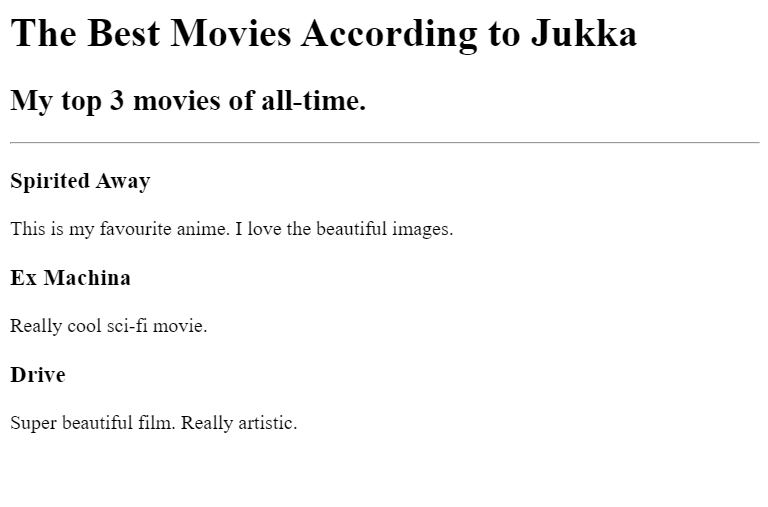 The Best Movies According to Jukka
My top 3 movies of all-time.
Spirited Away
This is my favourite anime. I love the beautiful images.
Ex Machina
Really cool sci-fi movie.
Drive
Super beautiful film. Really artistic.